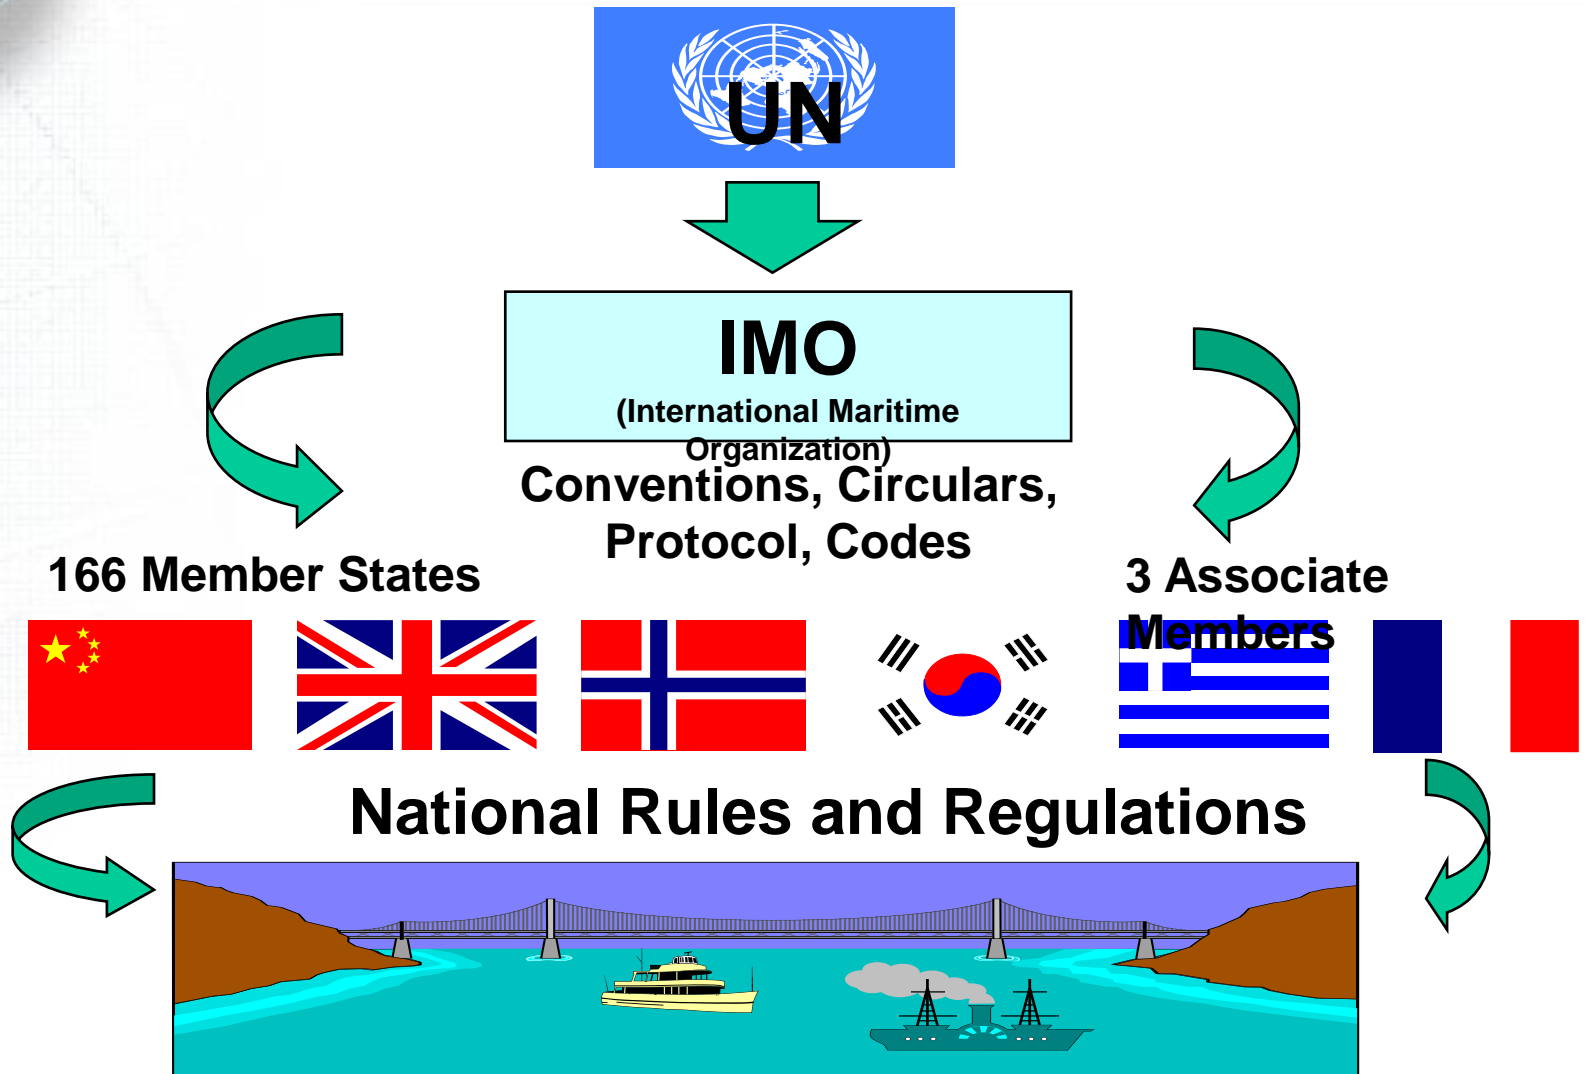 UN
IMO
(International Maritime
Organization)
Conventions, Circulars,
Protocol, Codes
166 Member States
3 Associate
Members
National Rules and Regulations